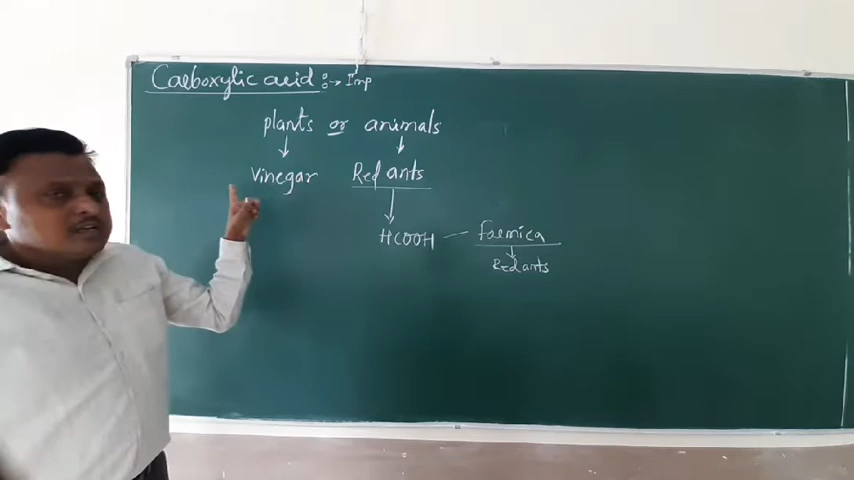 Carboxylic acid :→ Imp
plants or animals
↓ ↓
Vinegar Red ants
↓
HCOOH — formica
↓
Red ants